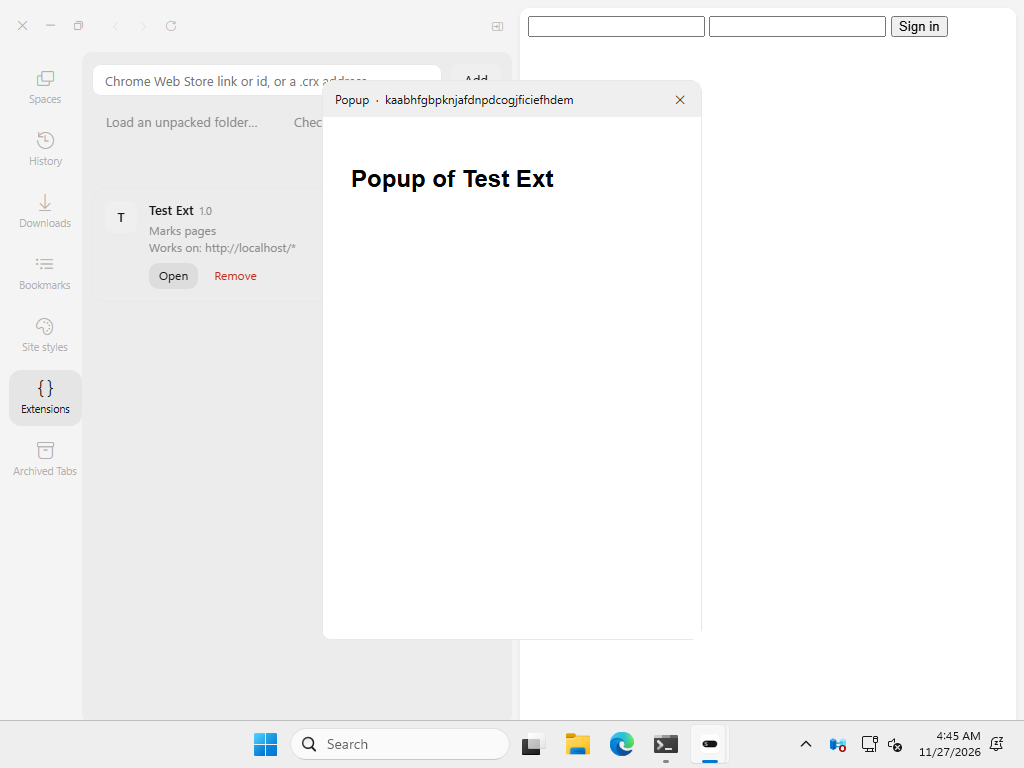 Sign in
Chrome Web Store link or id, or a .crx address
Add
Popup · kaabhfgbpknjafdnpdcogjficiefhdem
Load an unpacked folder...
Chec
Spaces
History
Downloads
Bookmarks
Site styles
{ }
Extensions
Archived Tabs
T
Test Ext 1.0
Marks pages
Works on: http://localhost/*
Open
Remove
Popup of Test Ext
Search
4:45 AM
11/27/2026